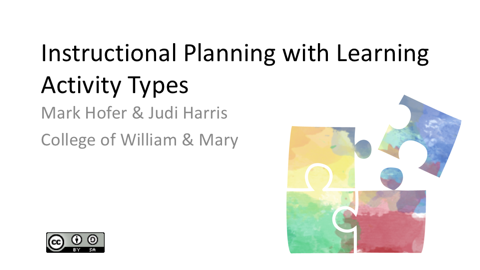 Instructional Planning with Learning
Activity Types
Mark Hofer & Judi Harris
College of William & Mary
cc
BY SA